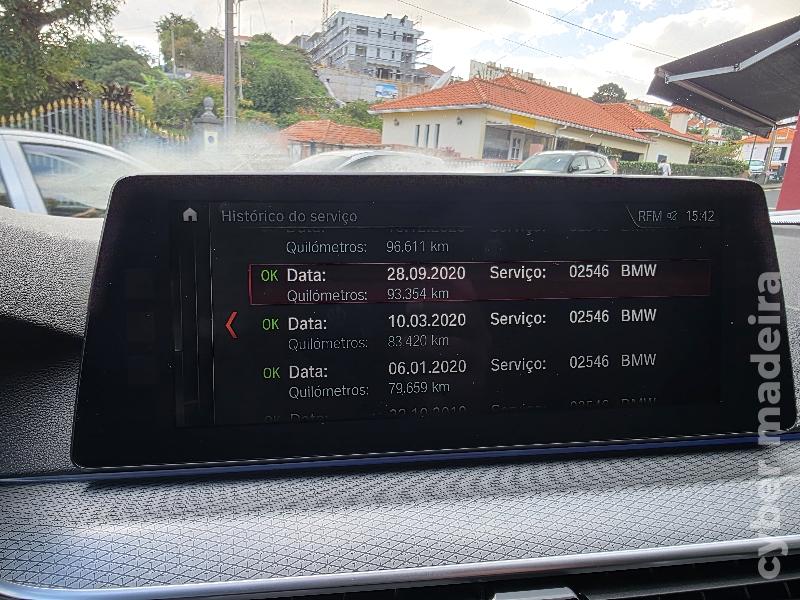 Histórico do serviço
RFM 15:42
Quilómetros: 96.611 km
OK Data: 28.09.2020 Serviço: 02546 BMW
Quilómetros: 93.354 km
OK Data: 10.03.2020 Serviço: 02546 BMW
Quilómetros: 83.420 km
OK Data: 06.01.2020 Serviço: 02546 BMW
Quilómetros: 79.659 km
cyber madeira